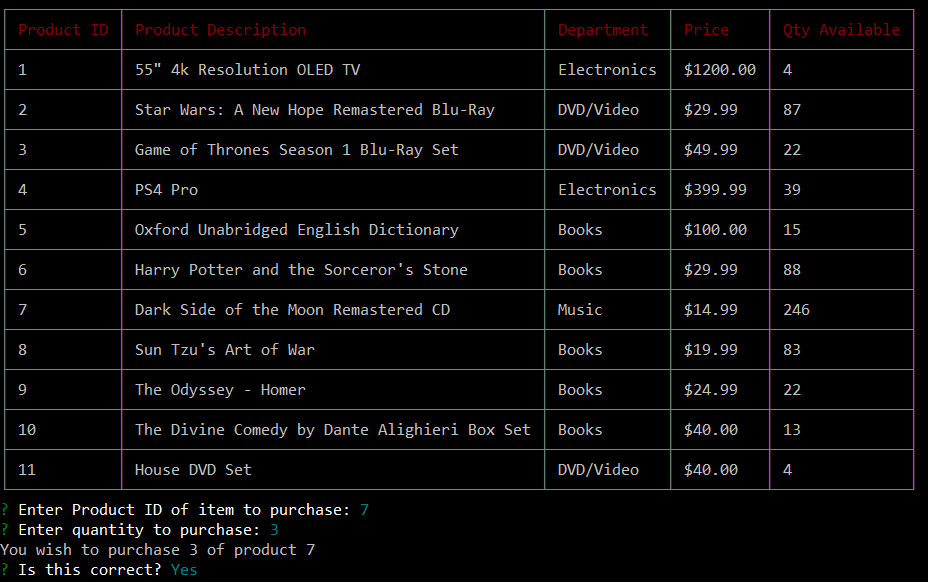 Product ID Product Description Department Price Qty Available
1 55" 4k Resolution OLED TV Electronics $1200.00 4
2 Star Wars: A New Hope Remastered Blu-Ray DVD/Video $29.99 87
3 Game of Thrones Season 1 Blu-Ray Set DVD/Video $49.99 22
4 PS4 Pro Electronics $399.99 39
5 Oxford Unabridged English Dictionary Books $100.00 15
6 Harry Potter and the Sorceror's Stone Books $29.99 88
7 Dark Side of the Moon Remastered CD Music $14.99 246
8 Sun Tzu's Art of War Books $19.99 83
9 The Odyssey - Homer Books $24.99 22
10 The Divine Comedy by Dante Alighieri Box Set Books $40.00 13
11 House DVD Set DVD/Video $40.00 4
? Enter Product ID of item to purchase: 7
? Enter quantity to purchase: 3
You wish to purchase 3 of product 7
? Is this correct? Yes